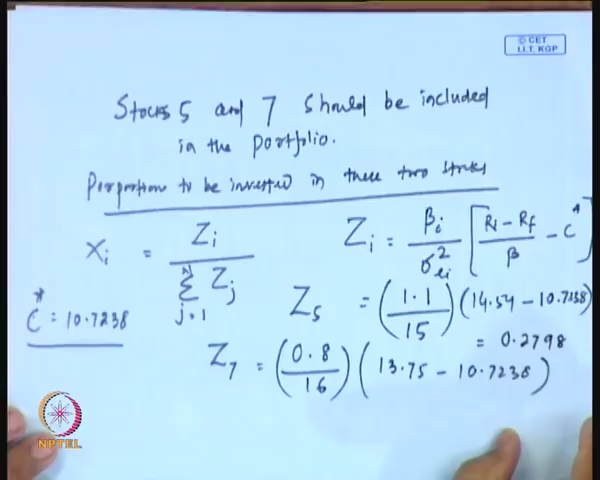 © CET
I.I.T. KGP
Stocks 5 and 7 should be included
in the portfolio.
Proportion to be invested in these two stocks
Xi = Zi / Σ j=1 N Zj
Zi = βi / σ²ei [ Ri - Rf / β - C* ]
C* = 10.7238
Z5 = (1.1 / 15) (14.54 - 10.7238)
= 0.2798
Z7 = (0.8 / 16) (13.75 - 10.7238)
NPTEL